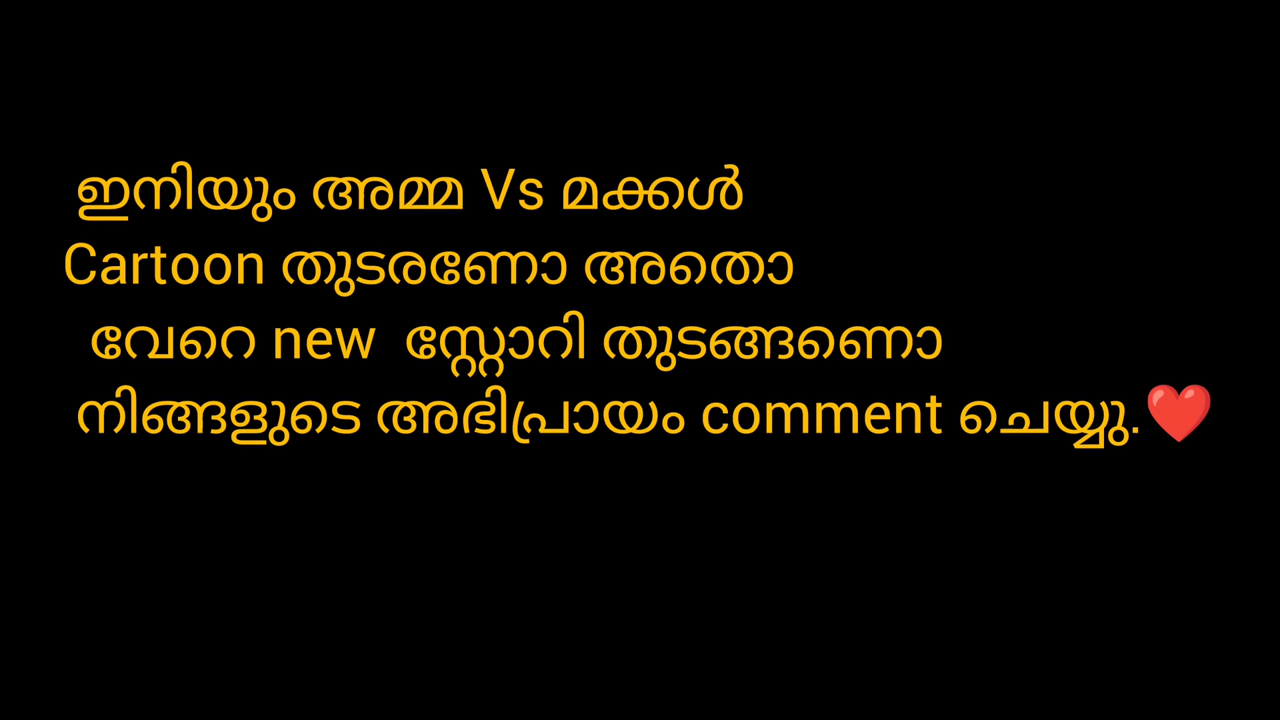 ഇനിയും അമ്മ Vs മക്കൾ
Cartoon തുടരണോ അതൊ
വേറെ new സ്റ്റോറി തുടങ്ങണൊ
നിങ്ങളുടെ അഭിപ്രായം comment ചെയ്യു.❤️